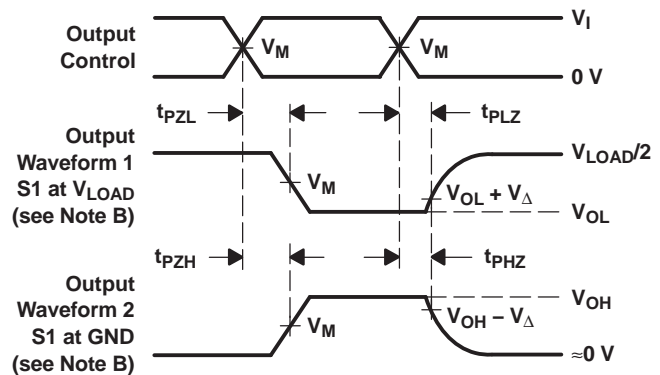 Output
Control
V_M
V_M
V_I
0 V
t_PZL
t_PLZ
Output
Waveform 1
S1 at V_LOAD
(see Note B)
V_M
V_LOAD/2
V_OL + V_Δ
V_OL
t_PZH
t_PHZ
Output
Waveform 2
S1 at GND
(see Note B)
V_M
V_OH
V_OH − V_Δ
≈0 V